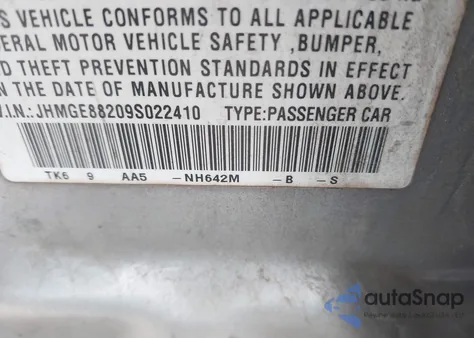 S VEHICLE CONFORMS TO ALL APPLICABLE
ERAL MOTOR VEHICLE SAFETY ,BUMPER,
D THEFT PREVENTION STANDARDS IN EFFECT
N THE DATE OF MANUFACTURE SHOWN ABOVE.
V.I.N.: JHMGE88209S022410 TYPE:PASSENGER CAR
TK6 9 AA5 -NH642M -B -S
autoSnap